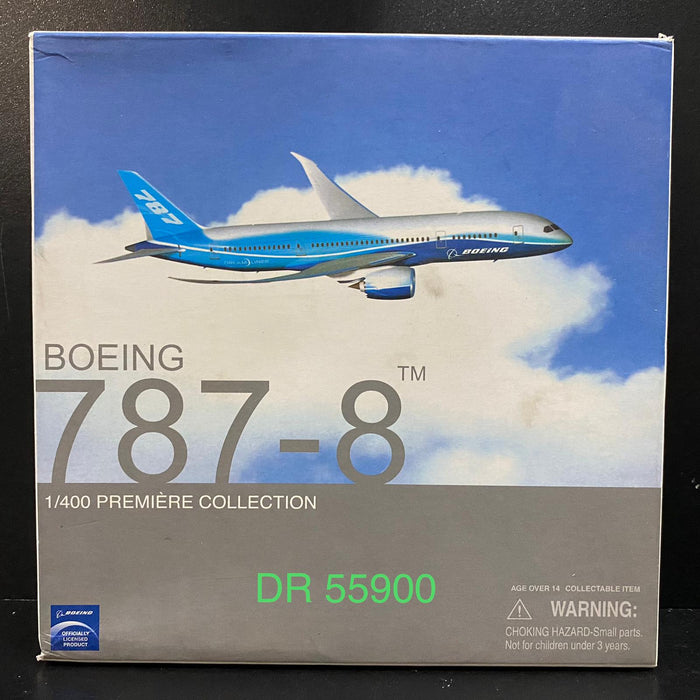 787
BOEING
BOEING
787-8™
1/400 PREMIÈRE COLLECTION
DR 55900
AGE OVER 14 COLLECTABLE ITEM
WARNING:
CHOKING HAZARD-Small parts.
Not for children under 3 years.
BOEING
OFFICIALLY
LICENSED
PRODUCT